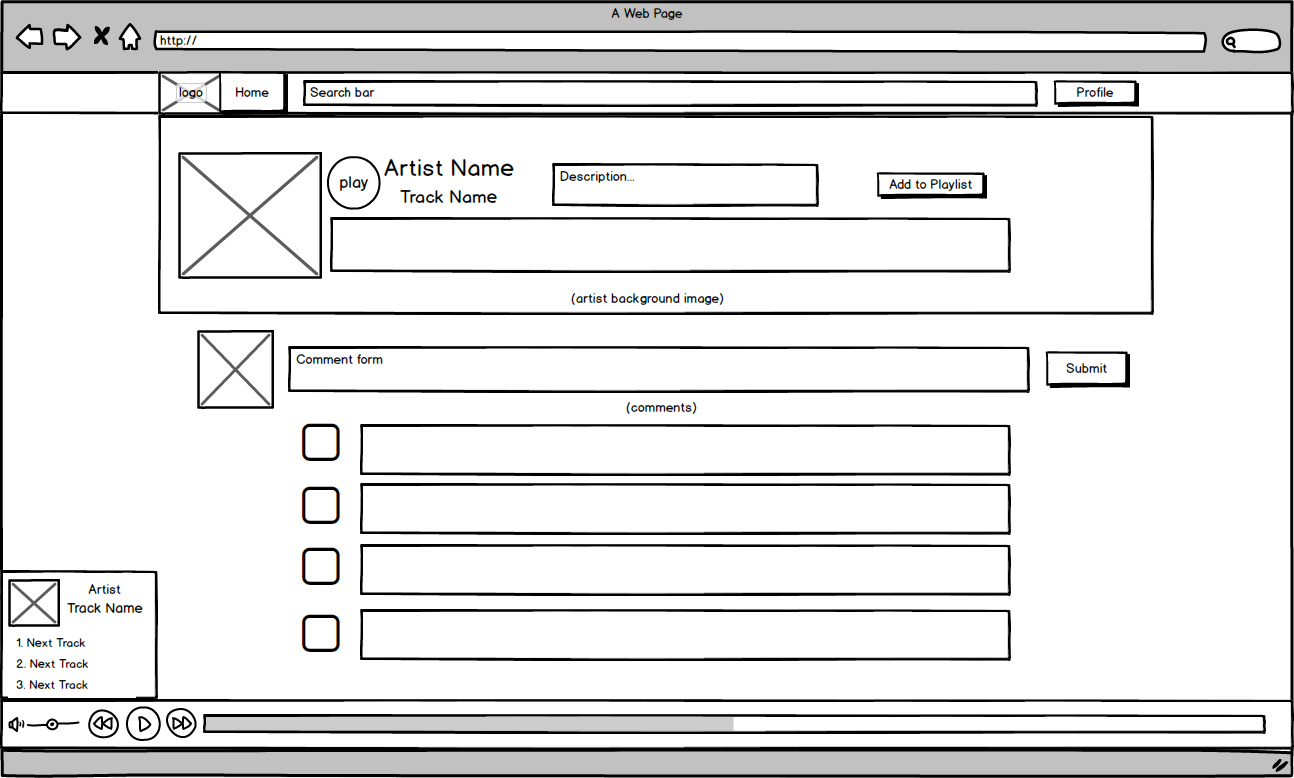 A Web Page
http://
logo
Home
Search bar
Profile
play
Artist Name
Track Name
Description...
Add to Playlist
(artist background image)
Comment form
Submit
(comments)
Artist
Track Name
1. Next Track
2. Next Track
3. Next Track